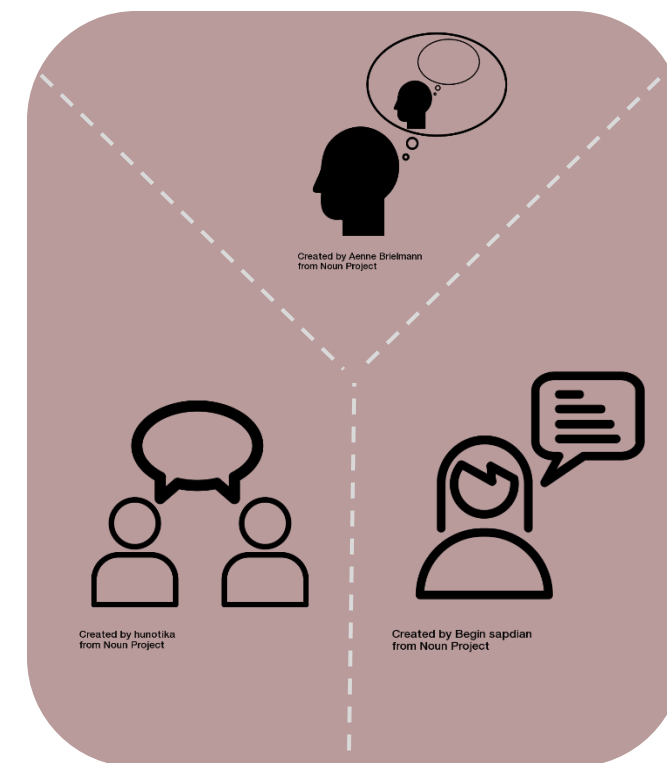 Created by Aenne Brielmann
from Noun Project
Created by hunotika
from Noun Project
Created by Begin sapdian
from Noun Project